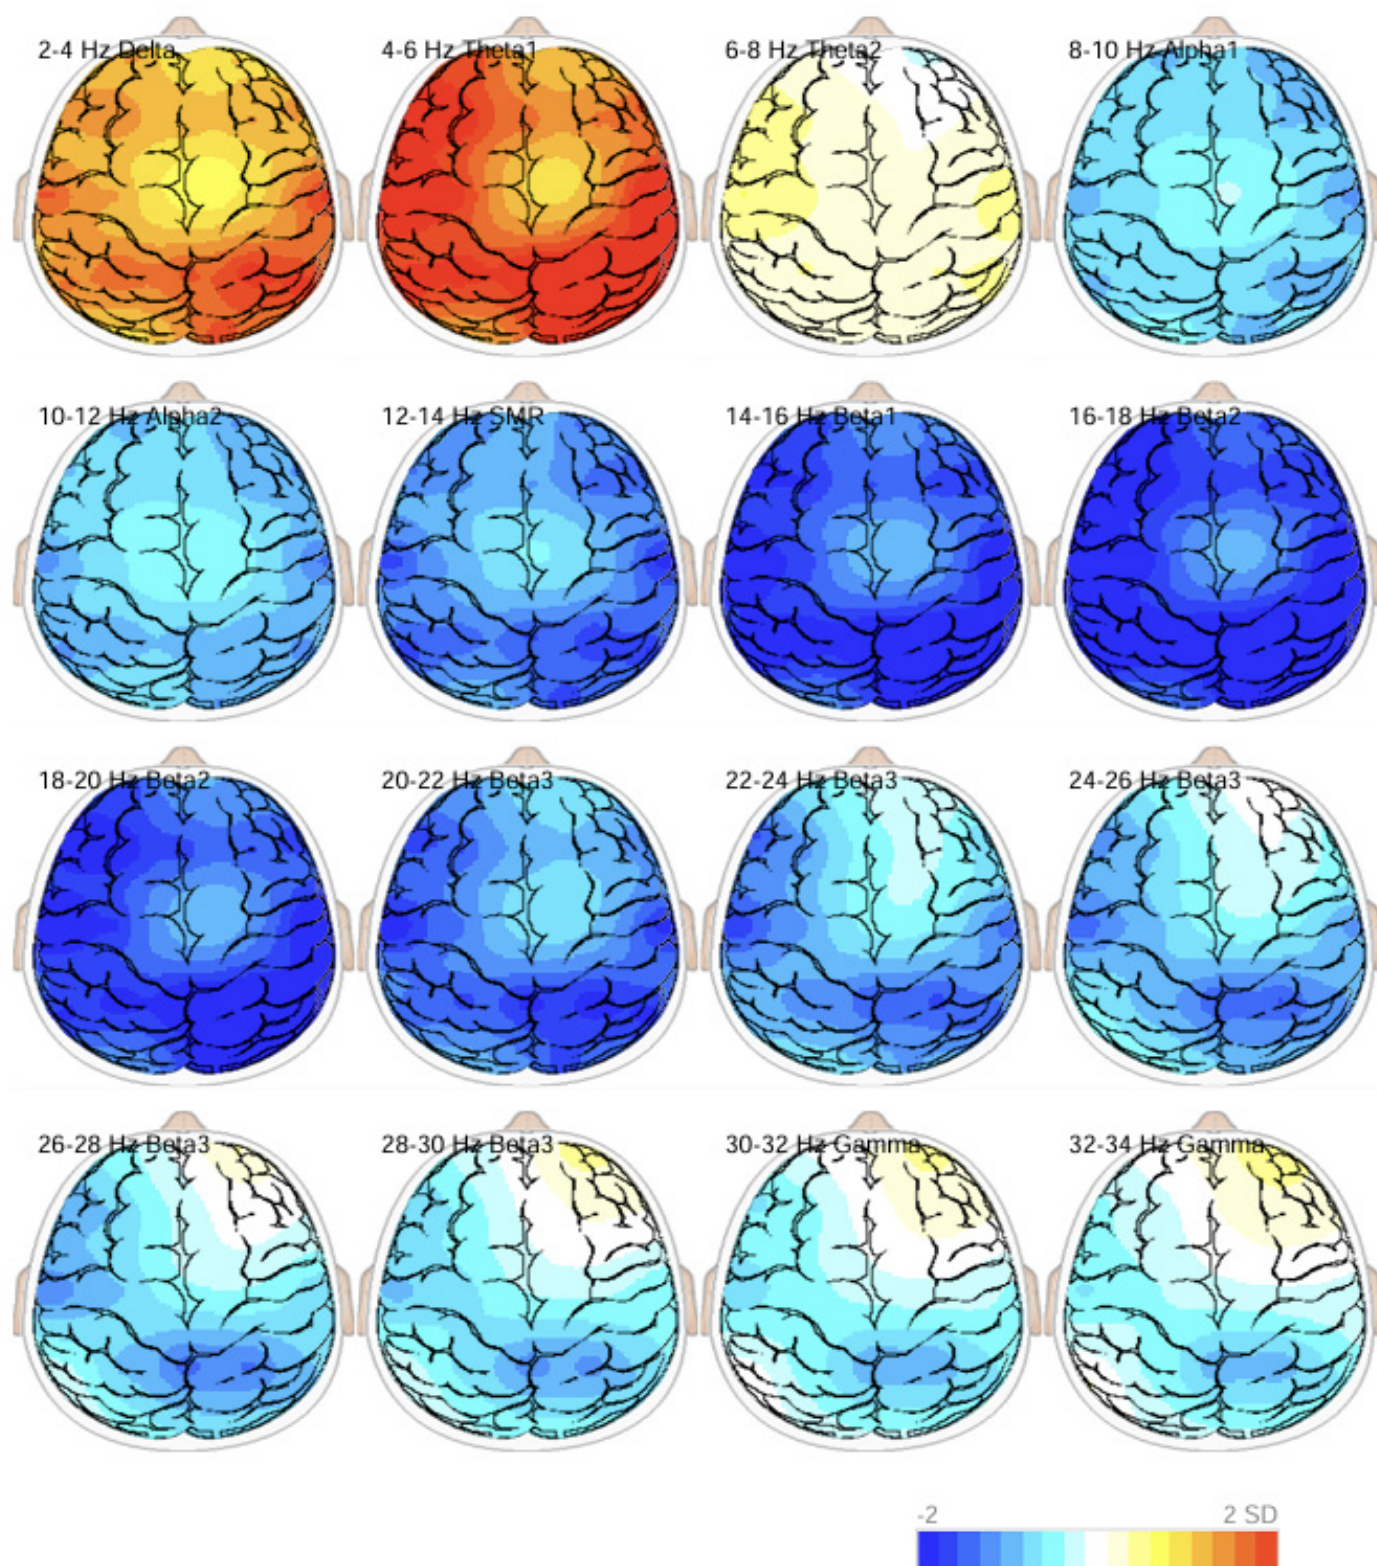 2-4 Hz Delta
4-6 Hz Theta1
6-8 Hz Theta2
8-10 Hz Alpha1
10-12 Hz Alpha2
12-14 Hz SMR
14-16 Hz Beta1
16-18 Hz Beta2
18-20 Hz Beta2
20-22 Hz Beta3
22-24 Hz Beta3
24-26 Hz Beta3
26-28 Hz Beta3
28-30 Hz Beta3
30-32 Hz Gamma
32-34 Hz Gamma
-2
2 SD